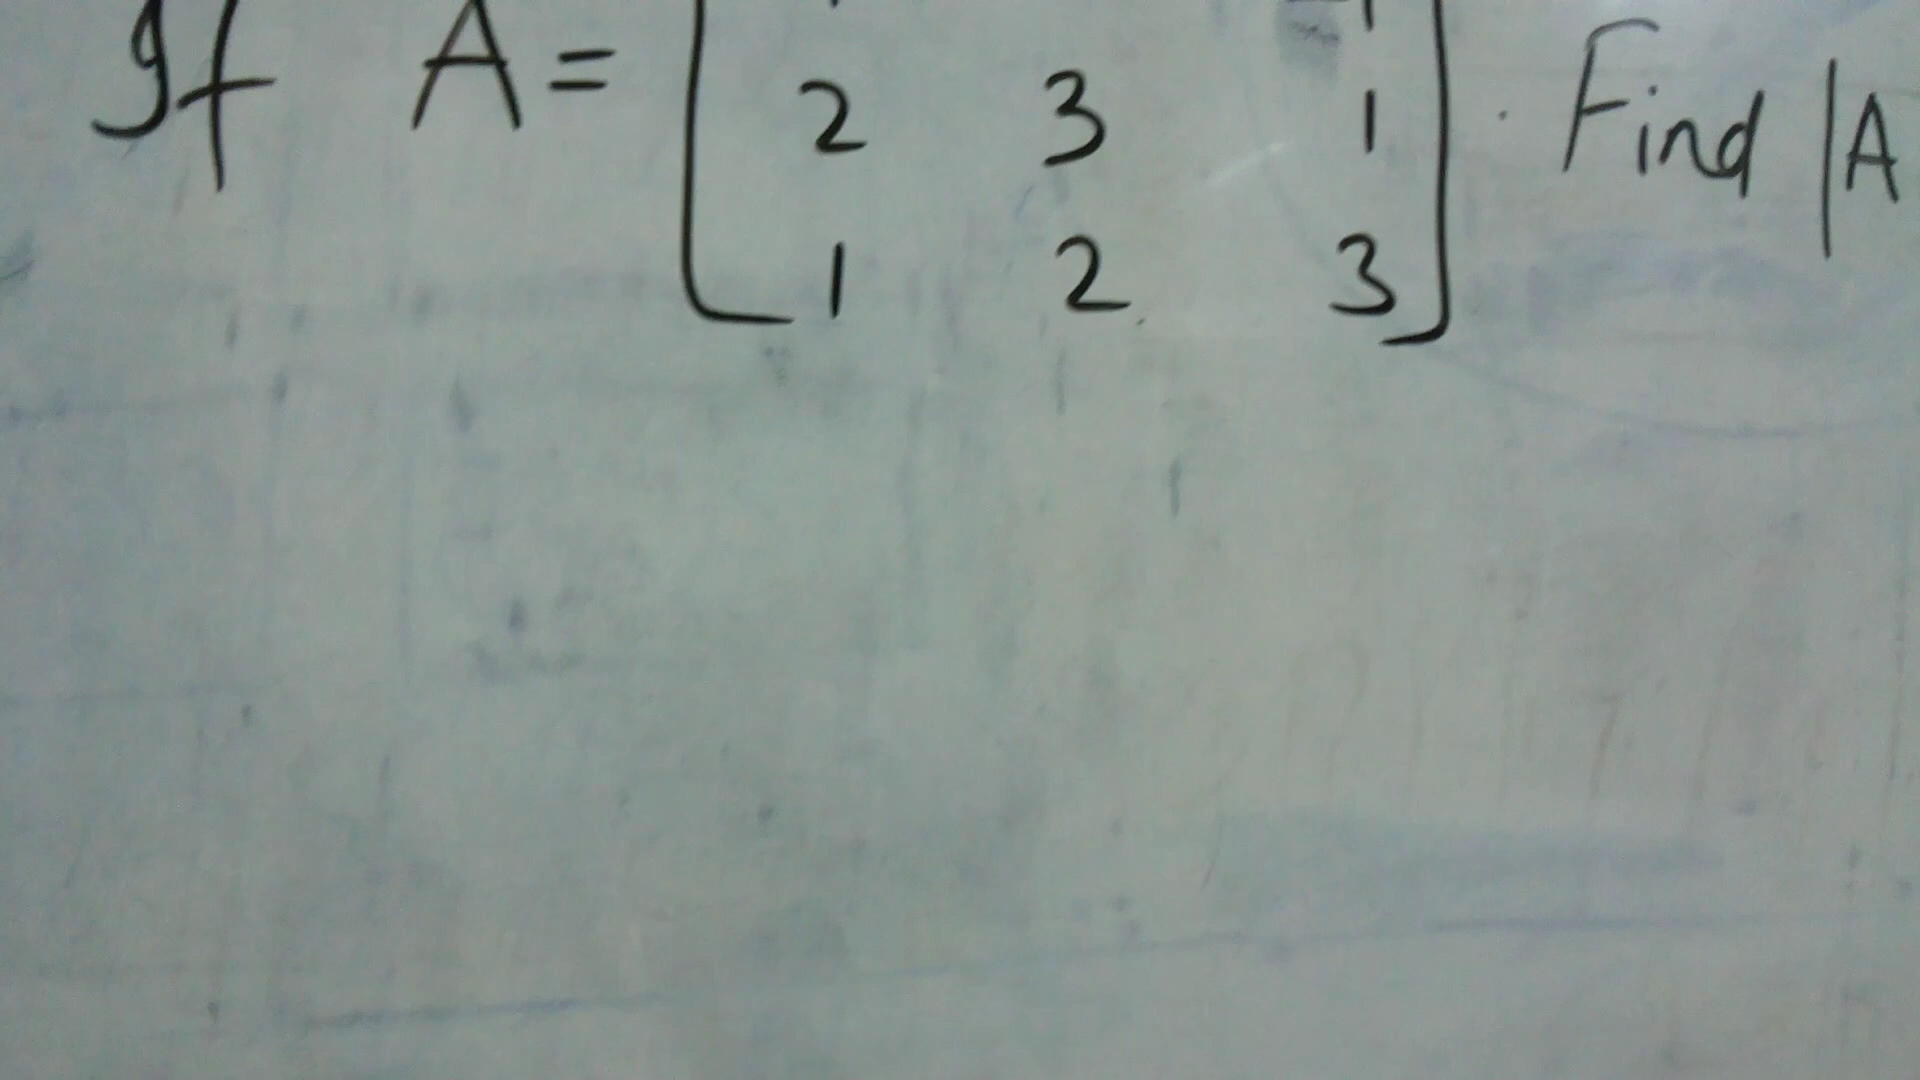 If A = [
2 3 1 ] . Find |A
1 2 3